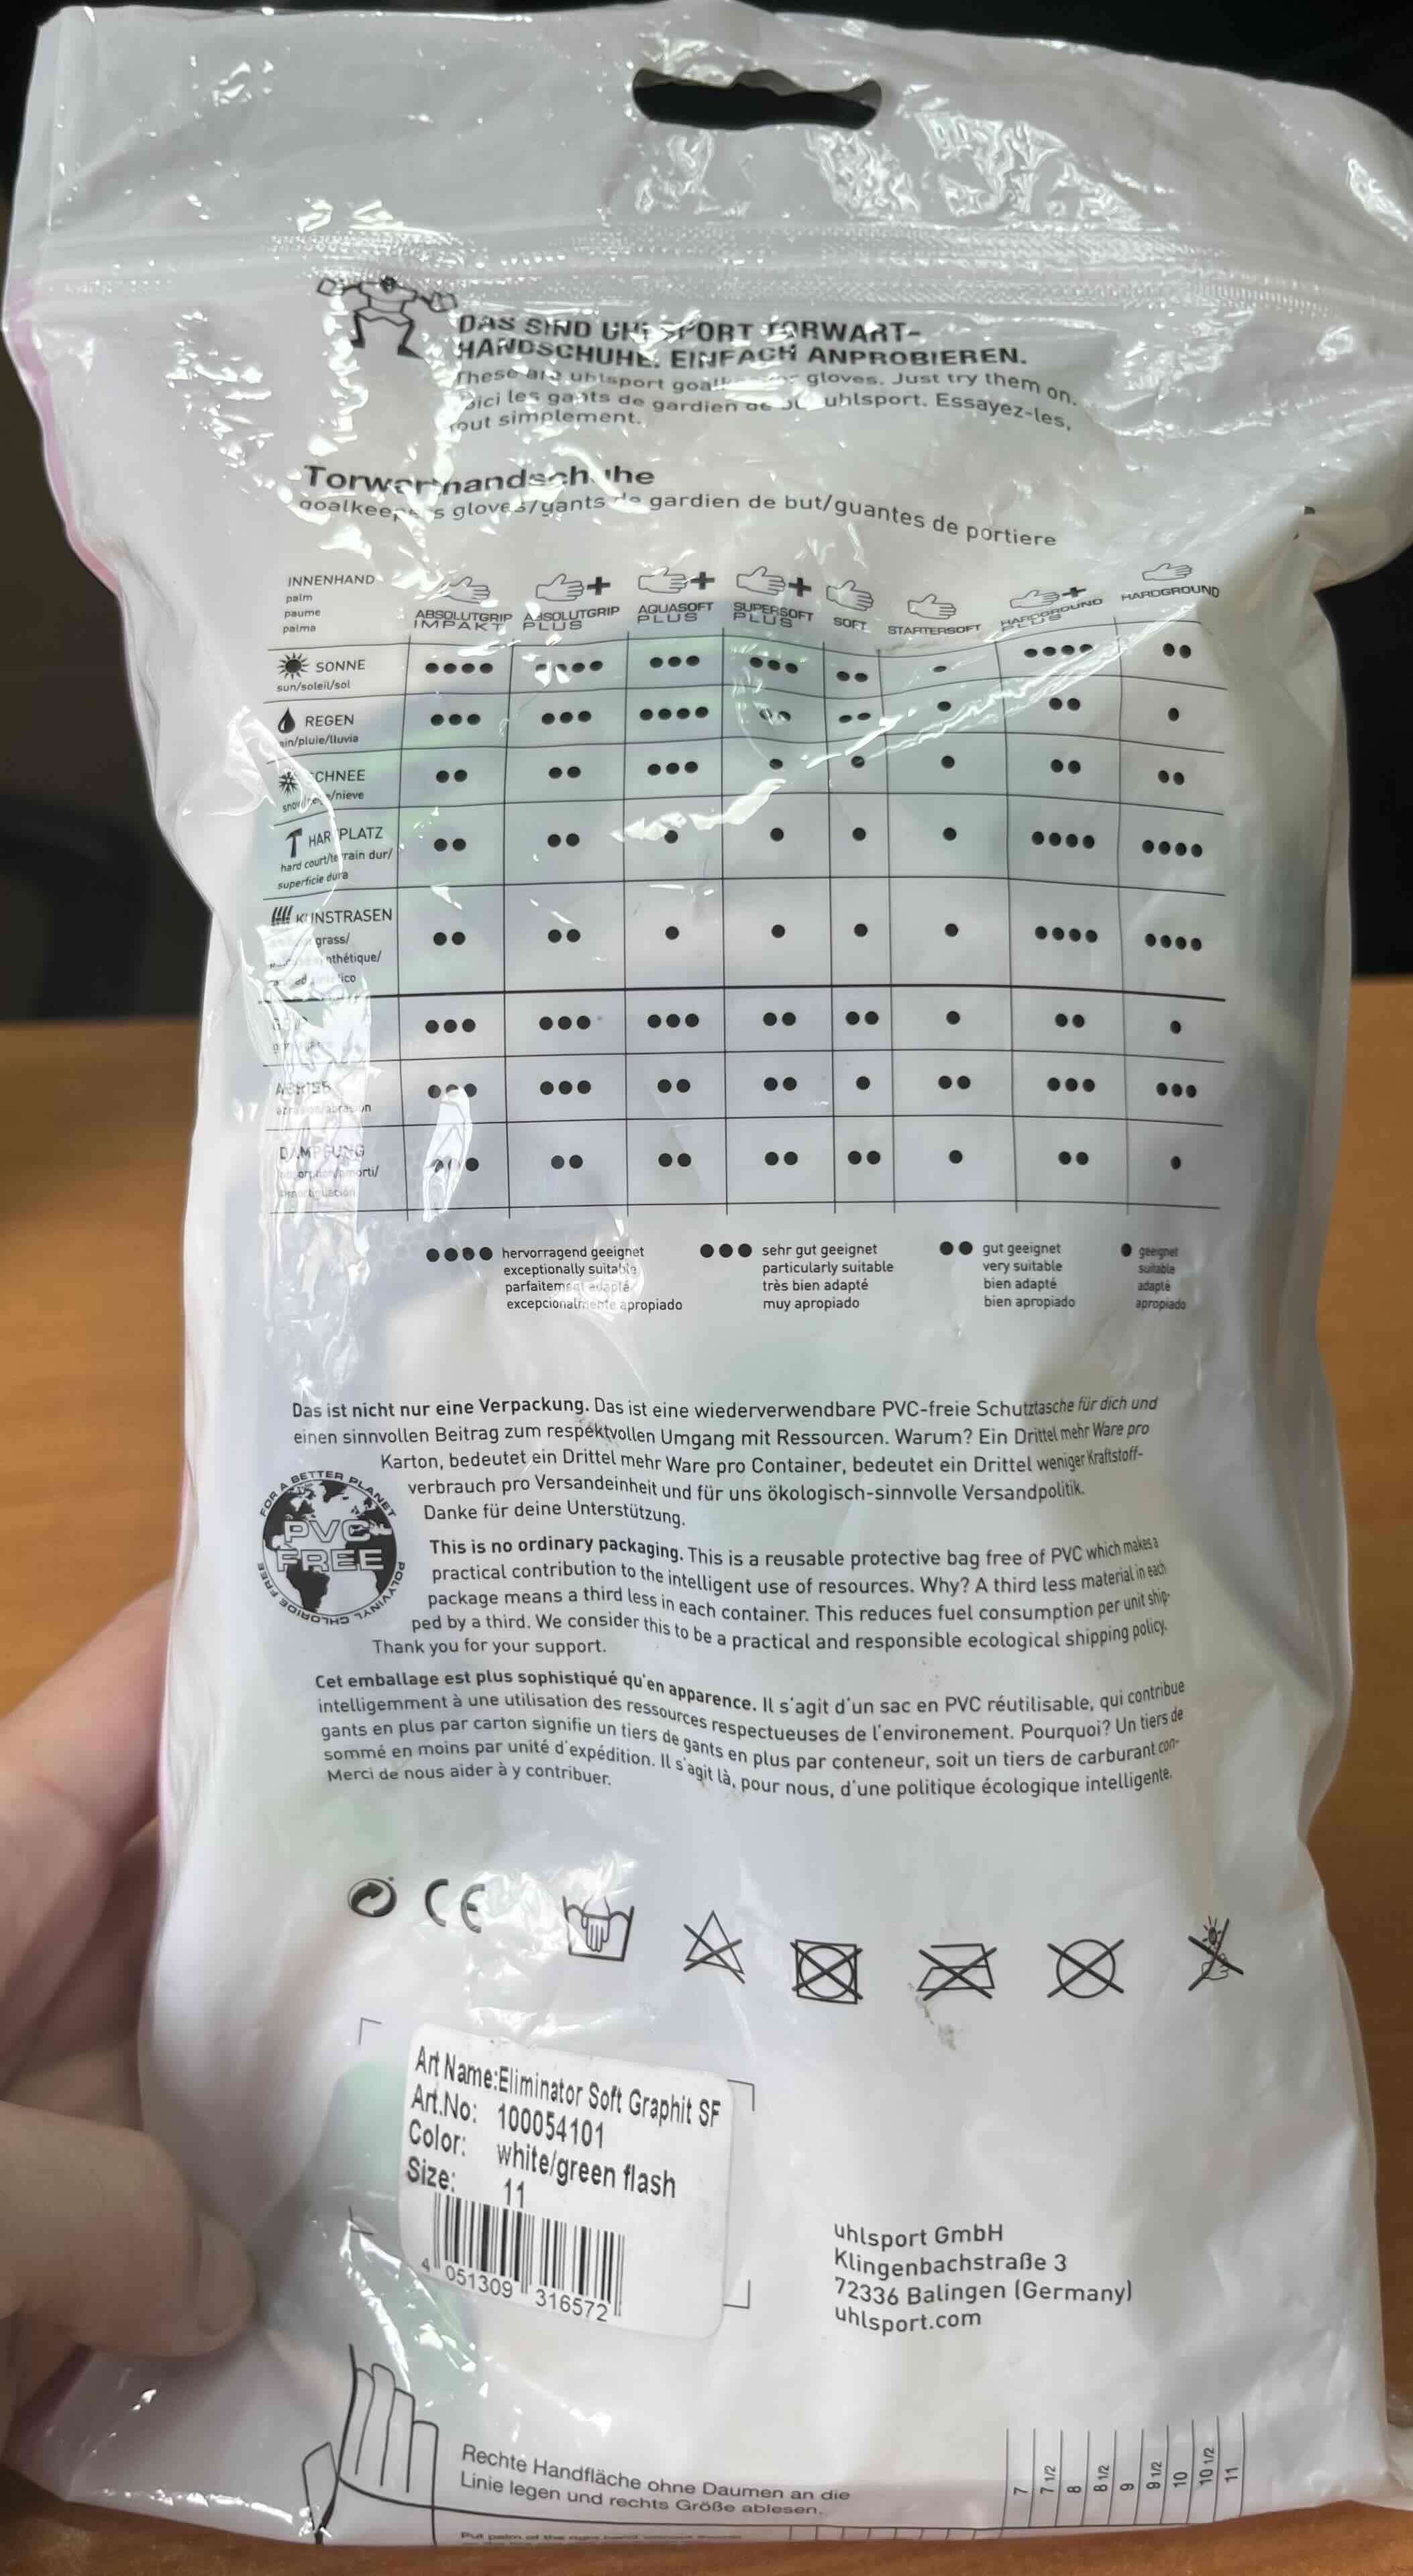 DAS SIND UHLSPORT TORWART-
HANDSCHUHE. EINFACH ANPROBIEREN.
These are uhlsport goalkeeper gloves. Just try them on.
Voici les gants de gardien de but uhlsport. Essayez-les,
tout simplement.
Torwarthandschuhe
goalkeeper's gloves/gants de gardien de but/guantes de portiere
INNENHAND
palm
paume
palma
ABSOLUTGRIP IMPAKT
ABSOLUTGRIP PLUS
AQUASOFT PLUS
SUPERSOFT PLUS
SOFT
STARTERSOFT
HARDGROUND PLUS
HARDGROUND
SONNE
sun/soleil/sol
REGEN
rain/pluie/lluvia
SCHNEE
snow/neige/nieve
HARTPLATZ
hard court/terrain dur/
superficie dura
KUNSTRASEN
grass/
synthétique/
ABRIEB
abrasion/abrasion
DÄMPFUNG
hervorragend geeignet
exceptionally suitable
parfaitement adapté
excepcionalmente apropiado
sehr gut geeignet
particularly suitable
très bien adapté
muy apropiado
gut geeignet
very suitable
bien adapté
bien apropiado
geeignet
suitable
adapté
apropiado
Das ist nicht nur eine Verpackung. Das ist eine wiederverwendbare PVC-freie Schutztasche für dich und
einen sinnvollen Beitrag zum respektvollen Umgang mit Ressourcen. Warum? Ein Drittel mehr Ware pro
Karton, bedeutet ein Drittel mehr Ware pro Container, bedeutet ein Drittel weniger Kraftstoff-
verbrauch pro Versandeinheit und für uns ökologisch-sinnvolle Versandpolitik.
Danke für deine Unterstützung.
FOR A BETTER PLANET
PVC
FREE
POLYVINYL CHLORIDE FREE
This is no ordinary packaging. This is a reusable protective bag free of PVC which makes a
practical contribution to the intelligent use of resources. Why? A third less material in each
package means a third less in each container. This reduces fuel consumption per unit ship-
ped by a third. We consider this to be a practical and responsible ecological shipping policy.
Thank you for your support.
Cet emballage est plus sophistiqué qu'en apparence. Il s'agit d'un sac en PVC réutilisable, qui contribue
intelligemment à une utilisation des ressources respectueuses de l'environement. Pourquoi? Un tiers de
gants en plus par carton signifie un tiers de gants en plus par conteneur, soit un tiers de carburant con-
sommé en moins par unité d'expédition. Il s'agit là, pour nous, d'une politique écologique intelligente.
Merci de nous aider à y contribuer.
CE
Art Name:Eliminator Soft Graphit SF
Art.No: 100054101
Color: white/green flash
Size: 11
4 051309 316572
uhlsport GmbH
Klingenbachstraße 3
72336 Balingen (Germany)
uhlsport.com
Rechte Handfläche ohne Daumen an die
Linie legen und rechts Größe ablesen.
7
7 1/2
8
8 1/2
9
9 1/2
10
10 1/2
11
Put palm of the right hand without